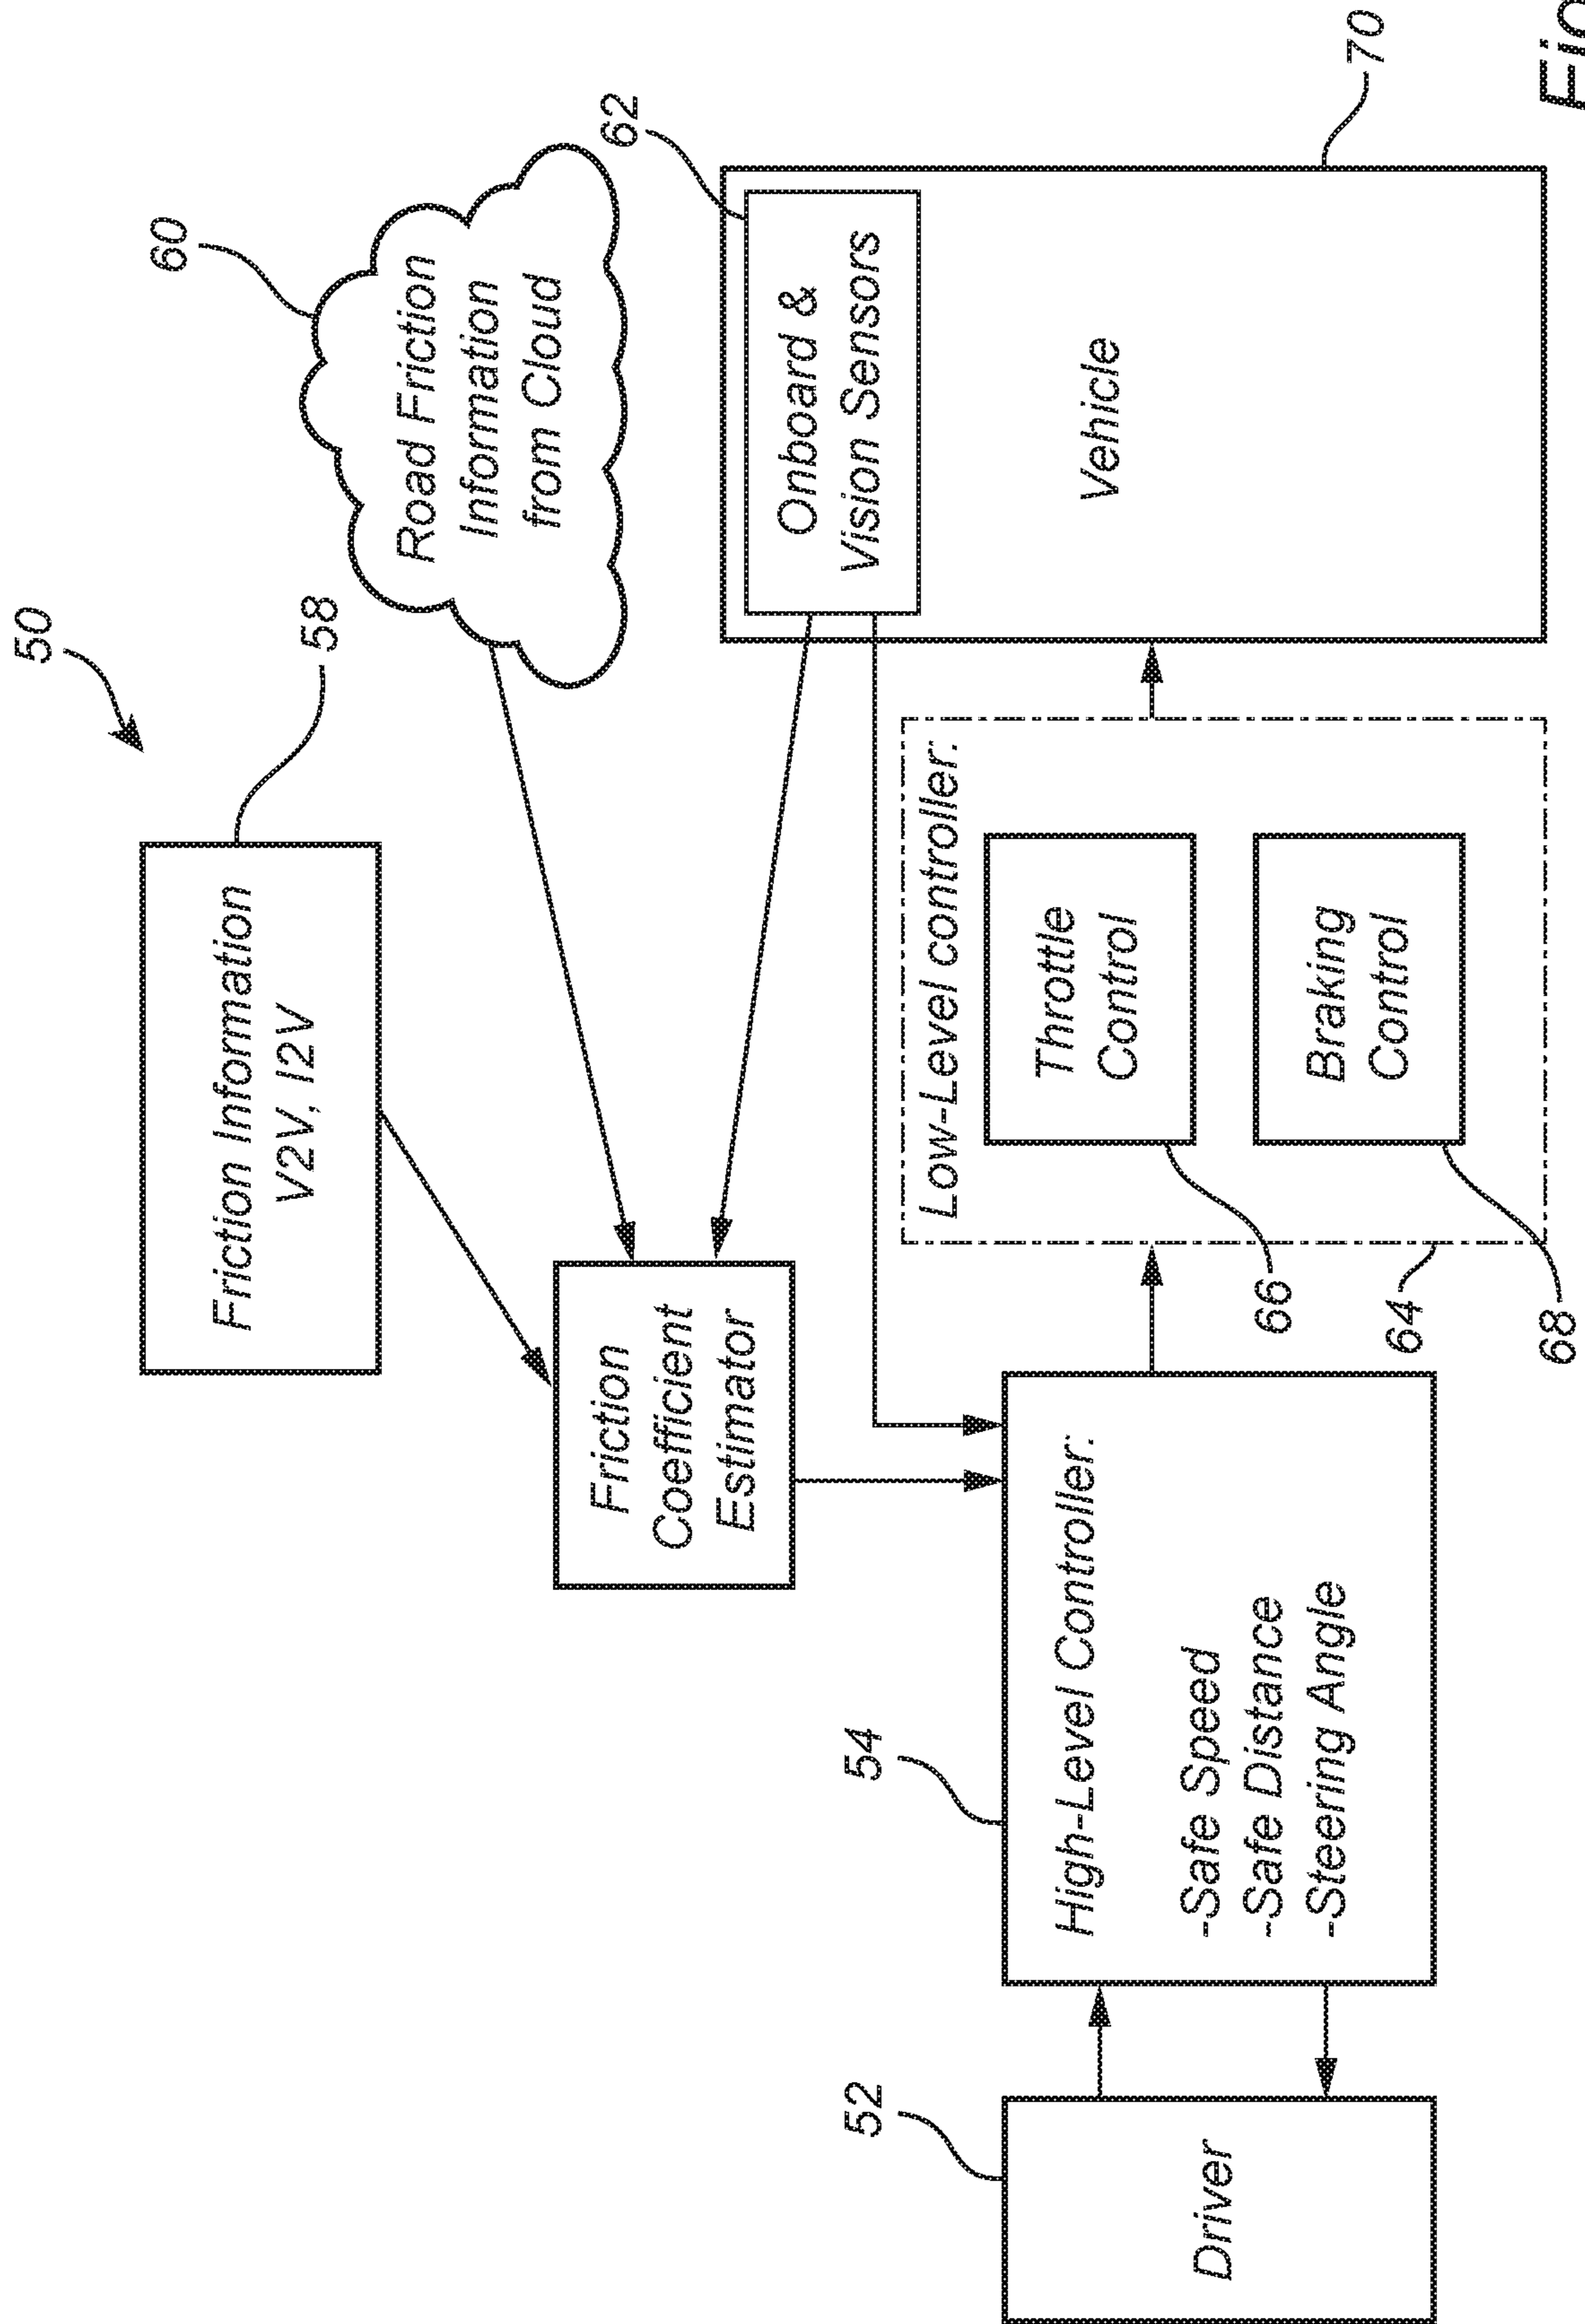 50
58
Friction Information
V2V, I2V
60
Road Friction
Information
from Cloud
Friction
Coefficient
Estimator
62
Onboard &
Vision Sensors
Vehicle
70
52
Driver
54
High-Level Controller:
-Safe Speed
-Safe Distance
-Steering Angle
Low-Level controller:
Throttle
Control
Braking
Control
66
64
68